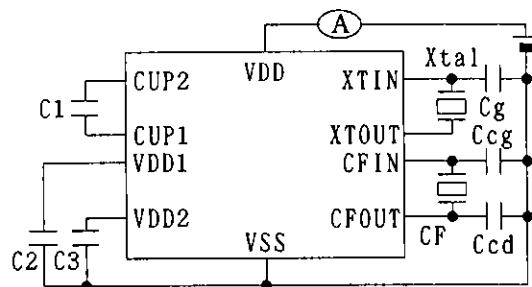 A
VDD
Xtal
CUP2
XTIN
C1
Cg
CUP1
XTOUT
Ccg
VDD1
CFIN
VDD2
CFOUT
VSS
CF
Ccd
C2
C3